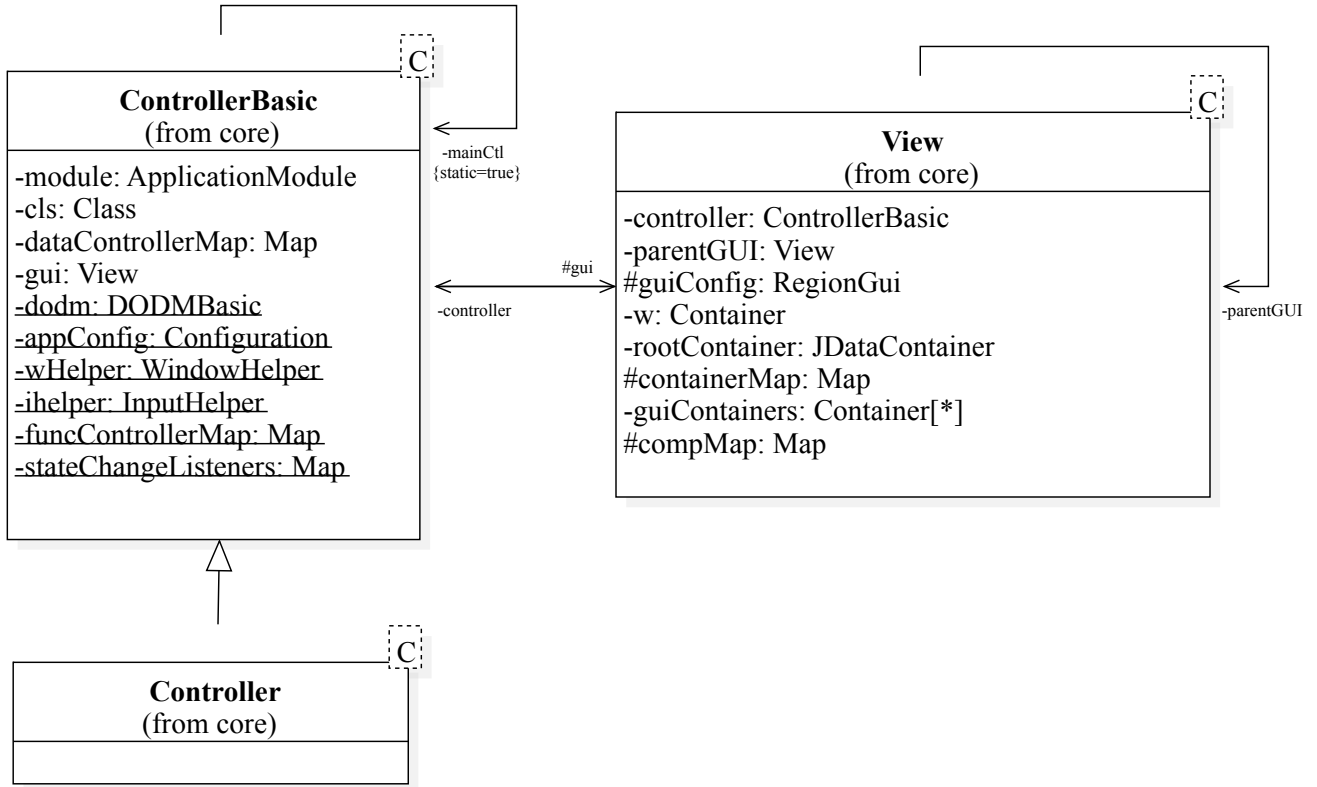 C
ControllerBasic
(from core)
-module: ApplicationModule
-cls: Class
-dataControllerMap: Map
-gui: View
-dodm: DODMBasic
-appConfig: Configuration
-wHelper: WindowHelper
-ihelper: InputHelper
-funcControllerMap: Map
-stateChangeListeners: Map
-mainCtl
{static=true}
#gui
-controller
C
View
(from core)
-controller: ControllerBasic
-parentGUI: View
#guiConfig: RegionGui
-w: Container
-rootContainer: JDataContainer
#containerMap: Map
-guiContainers: Container[*]
#compMap: Map
-parentGUI
C
Controller
(from core)